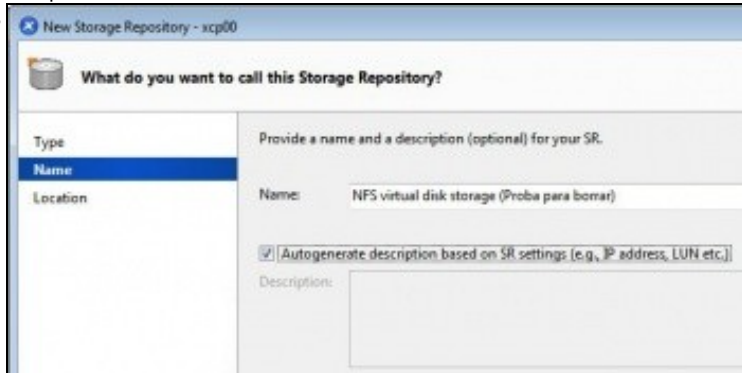 New Storage Repository - xcp00
What do you want to call this Storage Repository?
Type
Name
Location
Provide a name and a description (optional) for your SR.
Name: NFS virtual disk storage (Proba para borrar)
Autogenerate description based on SR settings (e.g., IP address, LUN etc.)
Description: